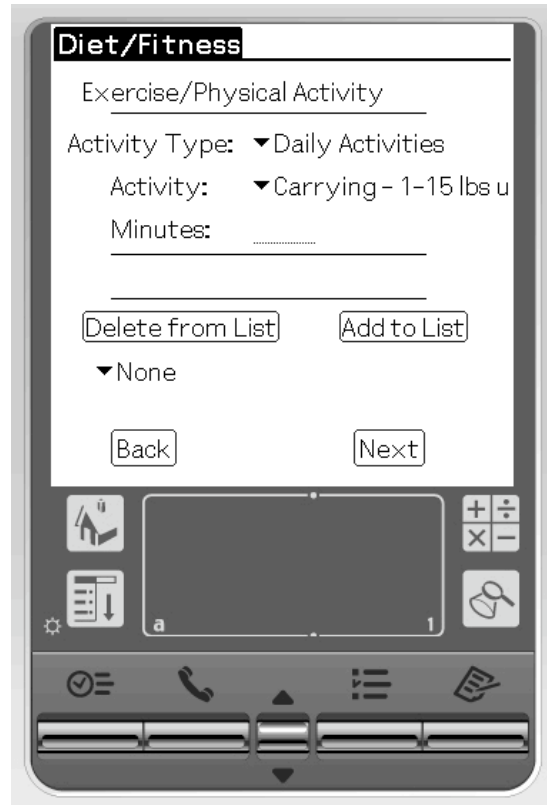 Diet/Fitness
Exercise/Physical Activity
Activity Type: Daily Activities
Activity: Carrying - 1-15 lbs u
Minutes:
Delete from List Add to List
None
Back Next
a 1